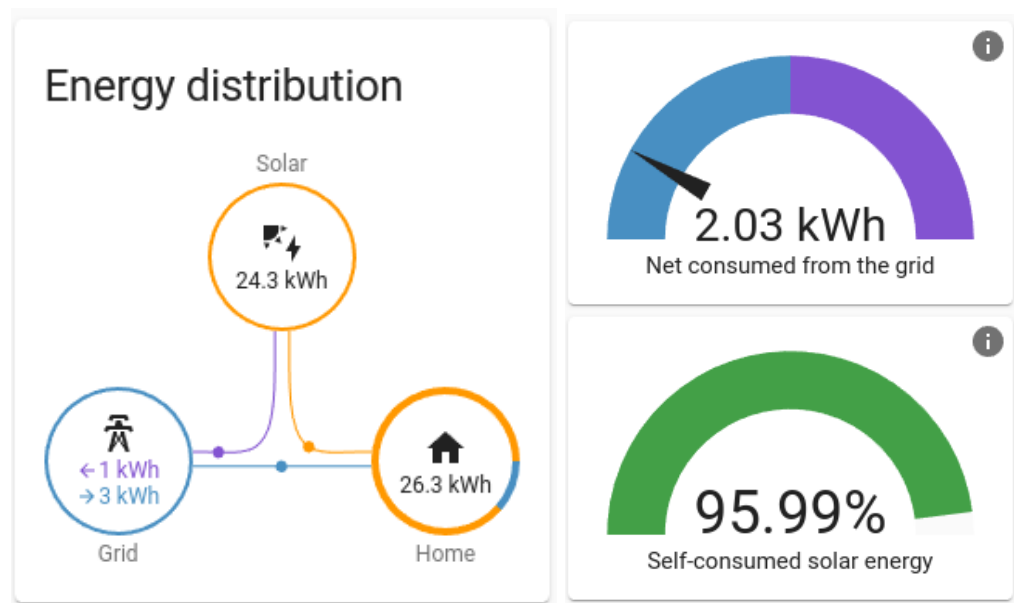 Energy distribution
Solar
24.3 kWh
←1 kWh
→3 kWh
Grid
26.3 kWh
Home
i
2.03 kWh
Net consumed from the grid
i
95.99%
Self-consumed solar energy